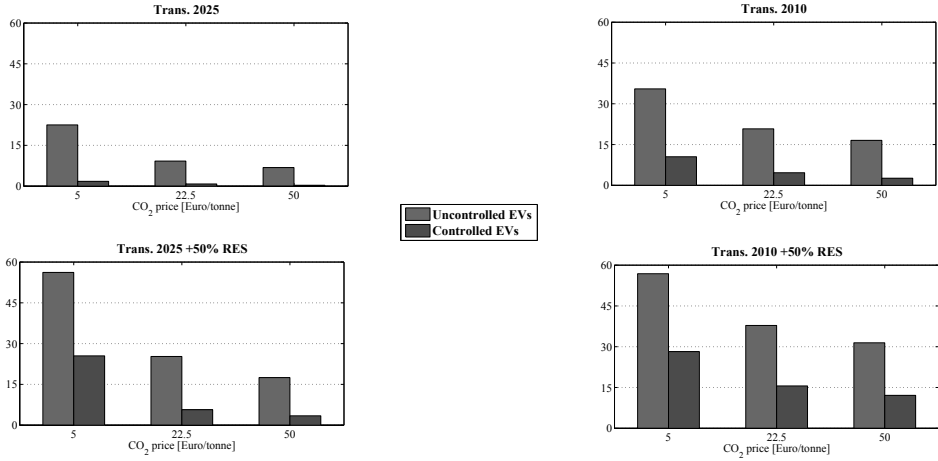 Trans. 2025
60
45
30
15
0
5 22.5 50
CO2 price [Euro/tonne]
Trans. 2010
60
45
30
15
0
5 22.5 50
CO2 price [Euro/tonne]
Uncontrolled EVs
Controlled EVs
Trans. 2025 +50% RES
60
45
30
15
0
5 22.5 50
CO2 price [Euro/tonne]
Trans. 2010 +50% RES
60
45
30
15
0
5 22.5 50
CO2 price [Euro/tonne]